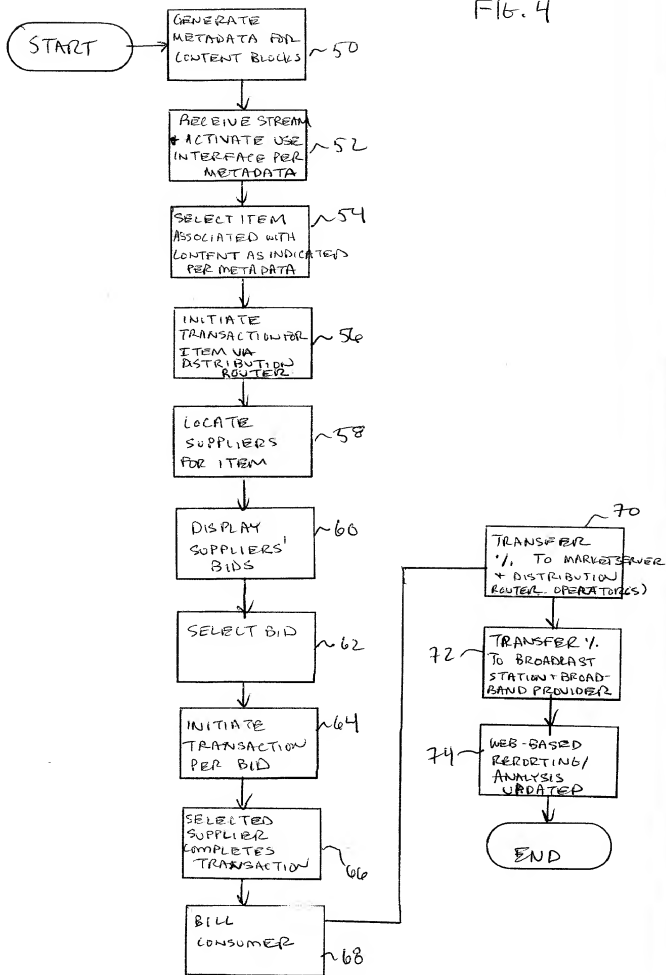 FIG. 4
START
GENERATE
METADATA FOR
CONTENT BLOCKS
50
RECEIVE STREAM
+ ACTIVATE USE
INTERFACE PER
METADATA
52
SELECT ITEM
ASSOCIATED WITH
CONTENT AS INDICATED
PER METADATA
54
INITIATE
TRANSACTION FOR
ITEM VIA
DISTRIBUTION
ROUTER
56
LOCATE
SUPPLIERS
FOR ITEM
58
DISPLAY
SUPPLIERS'
BIDS
60
SELECT BID
62
INITIATE
TRANSACTION
PER BID
64
SELECTED
SUPPLIER
COMPLETES
TRANSACTION
66
BILL
CONSUMER
68
70
TRANSFER
% TO MARKETSERVER
+ DISTRIBUTION
ROUTER OPERATOR(S)
72
TRANSFER %
TO BROADCAST
STATION + BROAD-
BAND PROVIDER
74
WEB-BASED
REPORTING/
ANALYSIS
UPDATED
END